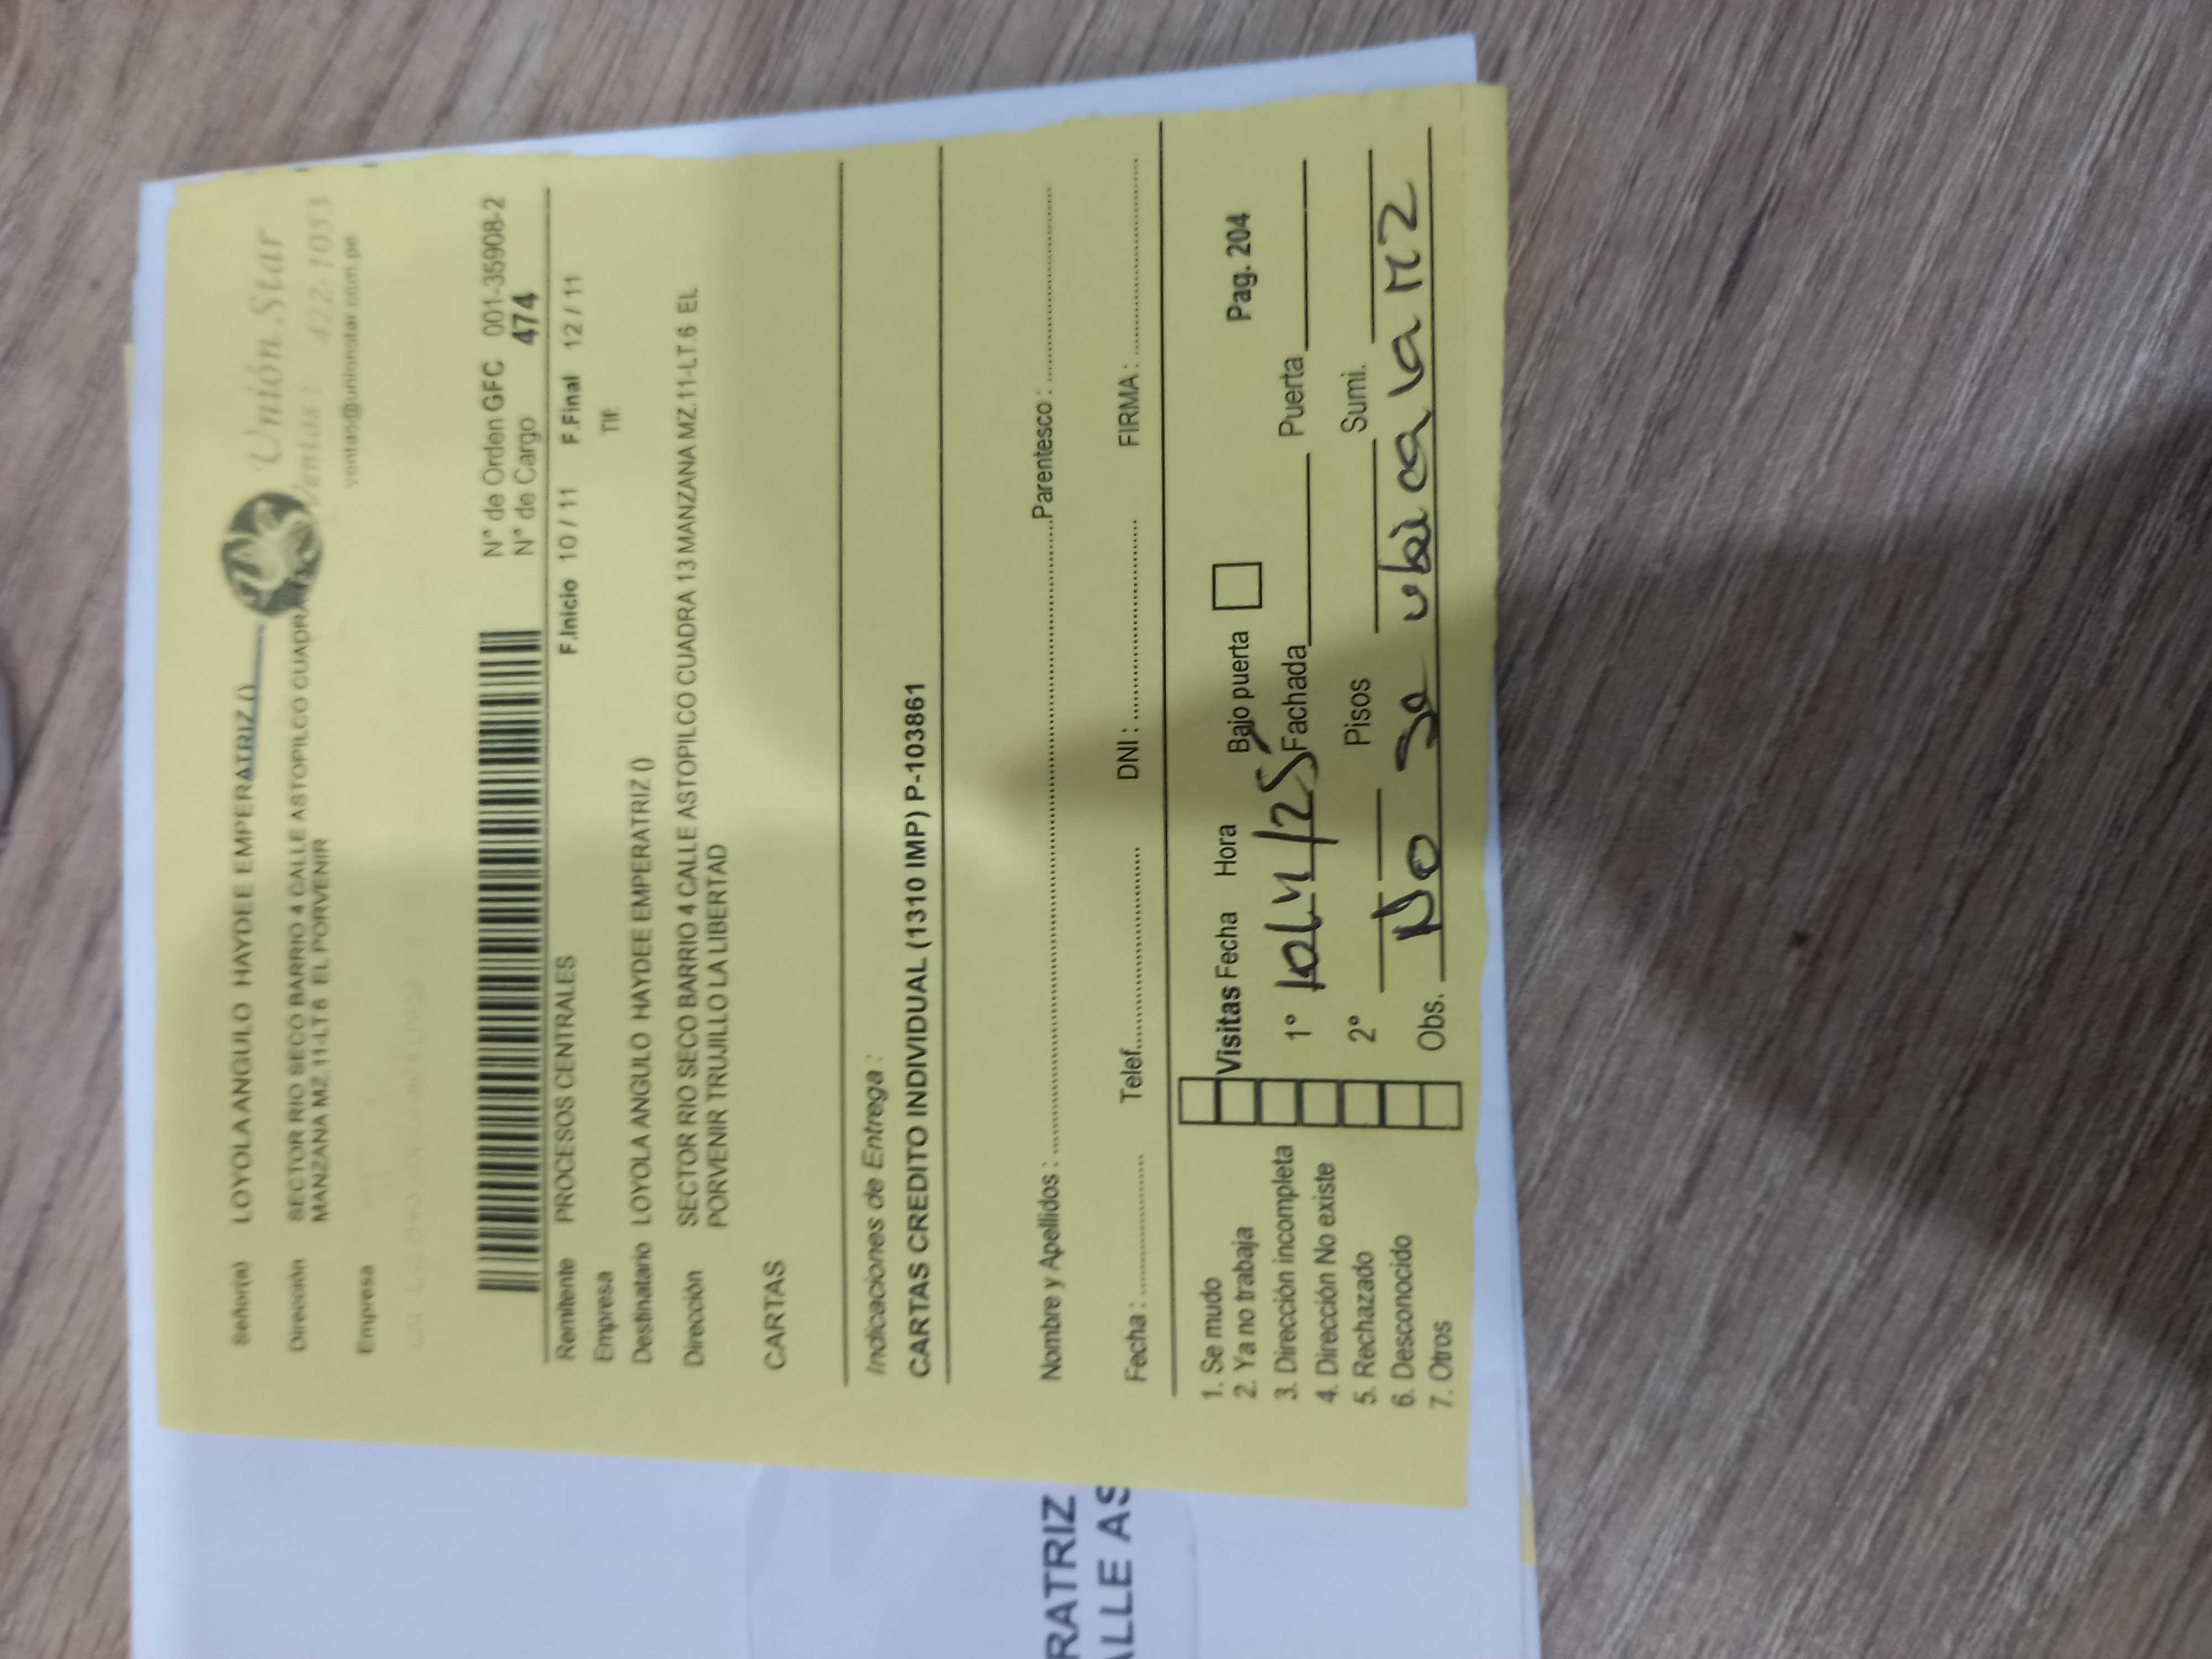 Unión Star
Ventas: 422-1053
ventas@unionstar.com.pe
Señor(a) LOYOLA ANGULO HAYDEE EMPERATRIZ ()
Dirección SECTOR RIO SECO BARRIO 4 CALLE ASTOPILCO CUADRA
MANZANA MZ.11-LT.6 EL PORVENIR
Empresa
N° de Orden GFC 001-35908-2
N° de Cargo 474
Remitente PROCESOS CENTRALES F.Inicio 10 / 11 F.Final 12 / 11
Empresa Tlf:
Destinatario LOYOLA ANGULO HAYDEE EMPERATRIZ ()
Dirección SECTOR RIO SECO BARRIO 4 CALLE ASTOPILCO CUADRA 13 MANZANA MZ.11-LT.6 EL
PORVENIR TRUJILLO LA LIBERTAD
CARTAS
Indicaciones de Entrega :
CARTAS CREDITO INDIVIDUAL (1310 IMP) P-103861
Nombre y Apellidos : Parentesco :
Fecha : Telef. DNI : FIRMA :
1. Se mudo
2. Ya no trabaja
3. Dirección incompleta
4. Dirección No existe
5. Rechazado
6. Desconocido
7. Otros
Visitas Fecha Hora Bajo puerta Pag. 204
1° 10/11/25 Fachada Puerta
2° Pisos Sumi.
Obs. No se ubica la MZ
RATRIZ
ALLE AS